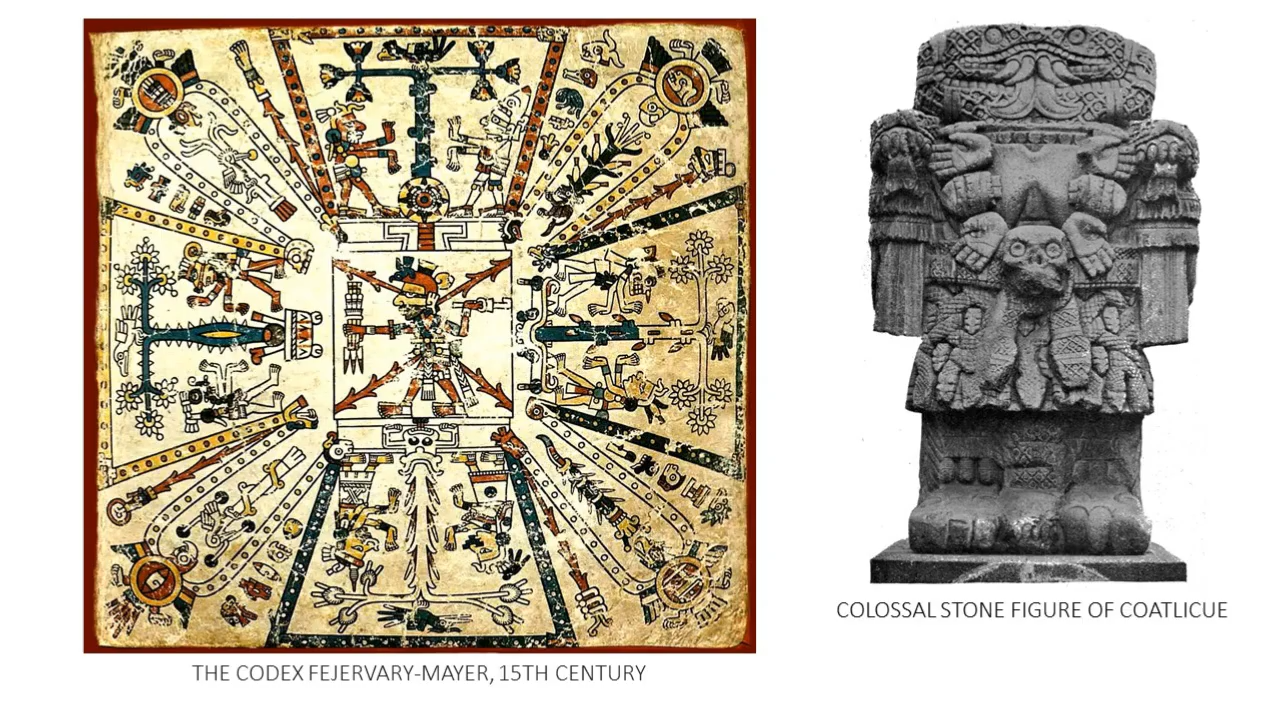 THE CODEX FEJERVARY-MAYER, 15TH CENTURY
COLOSSAL STONE FIGURE OF COATLICUE